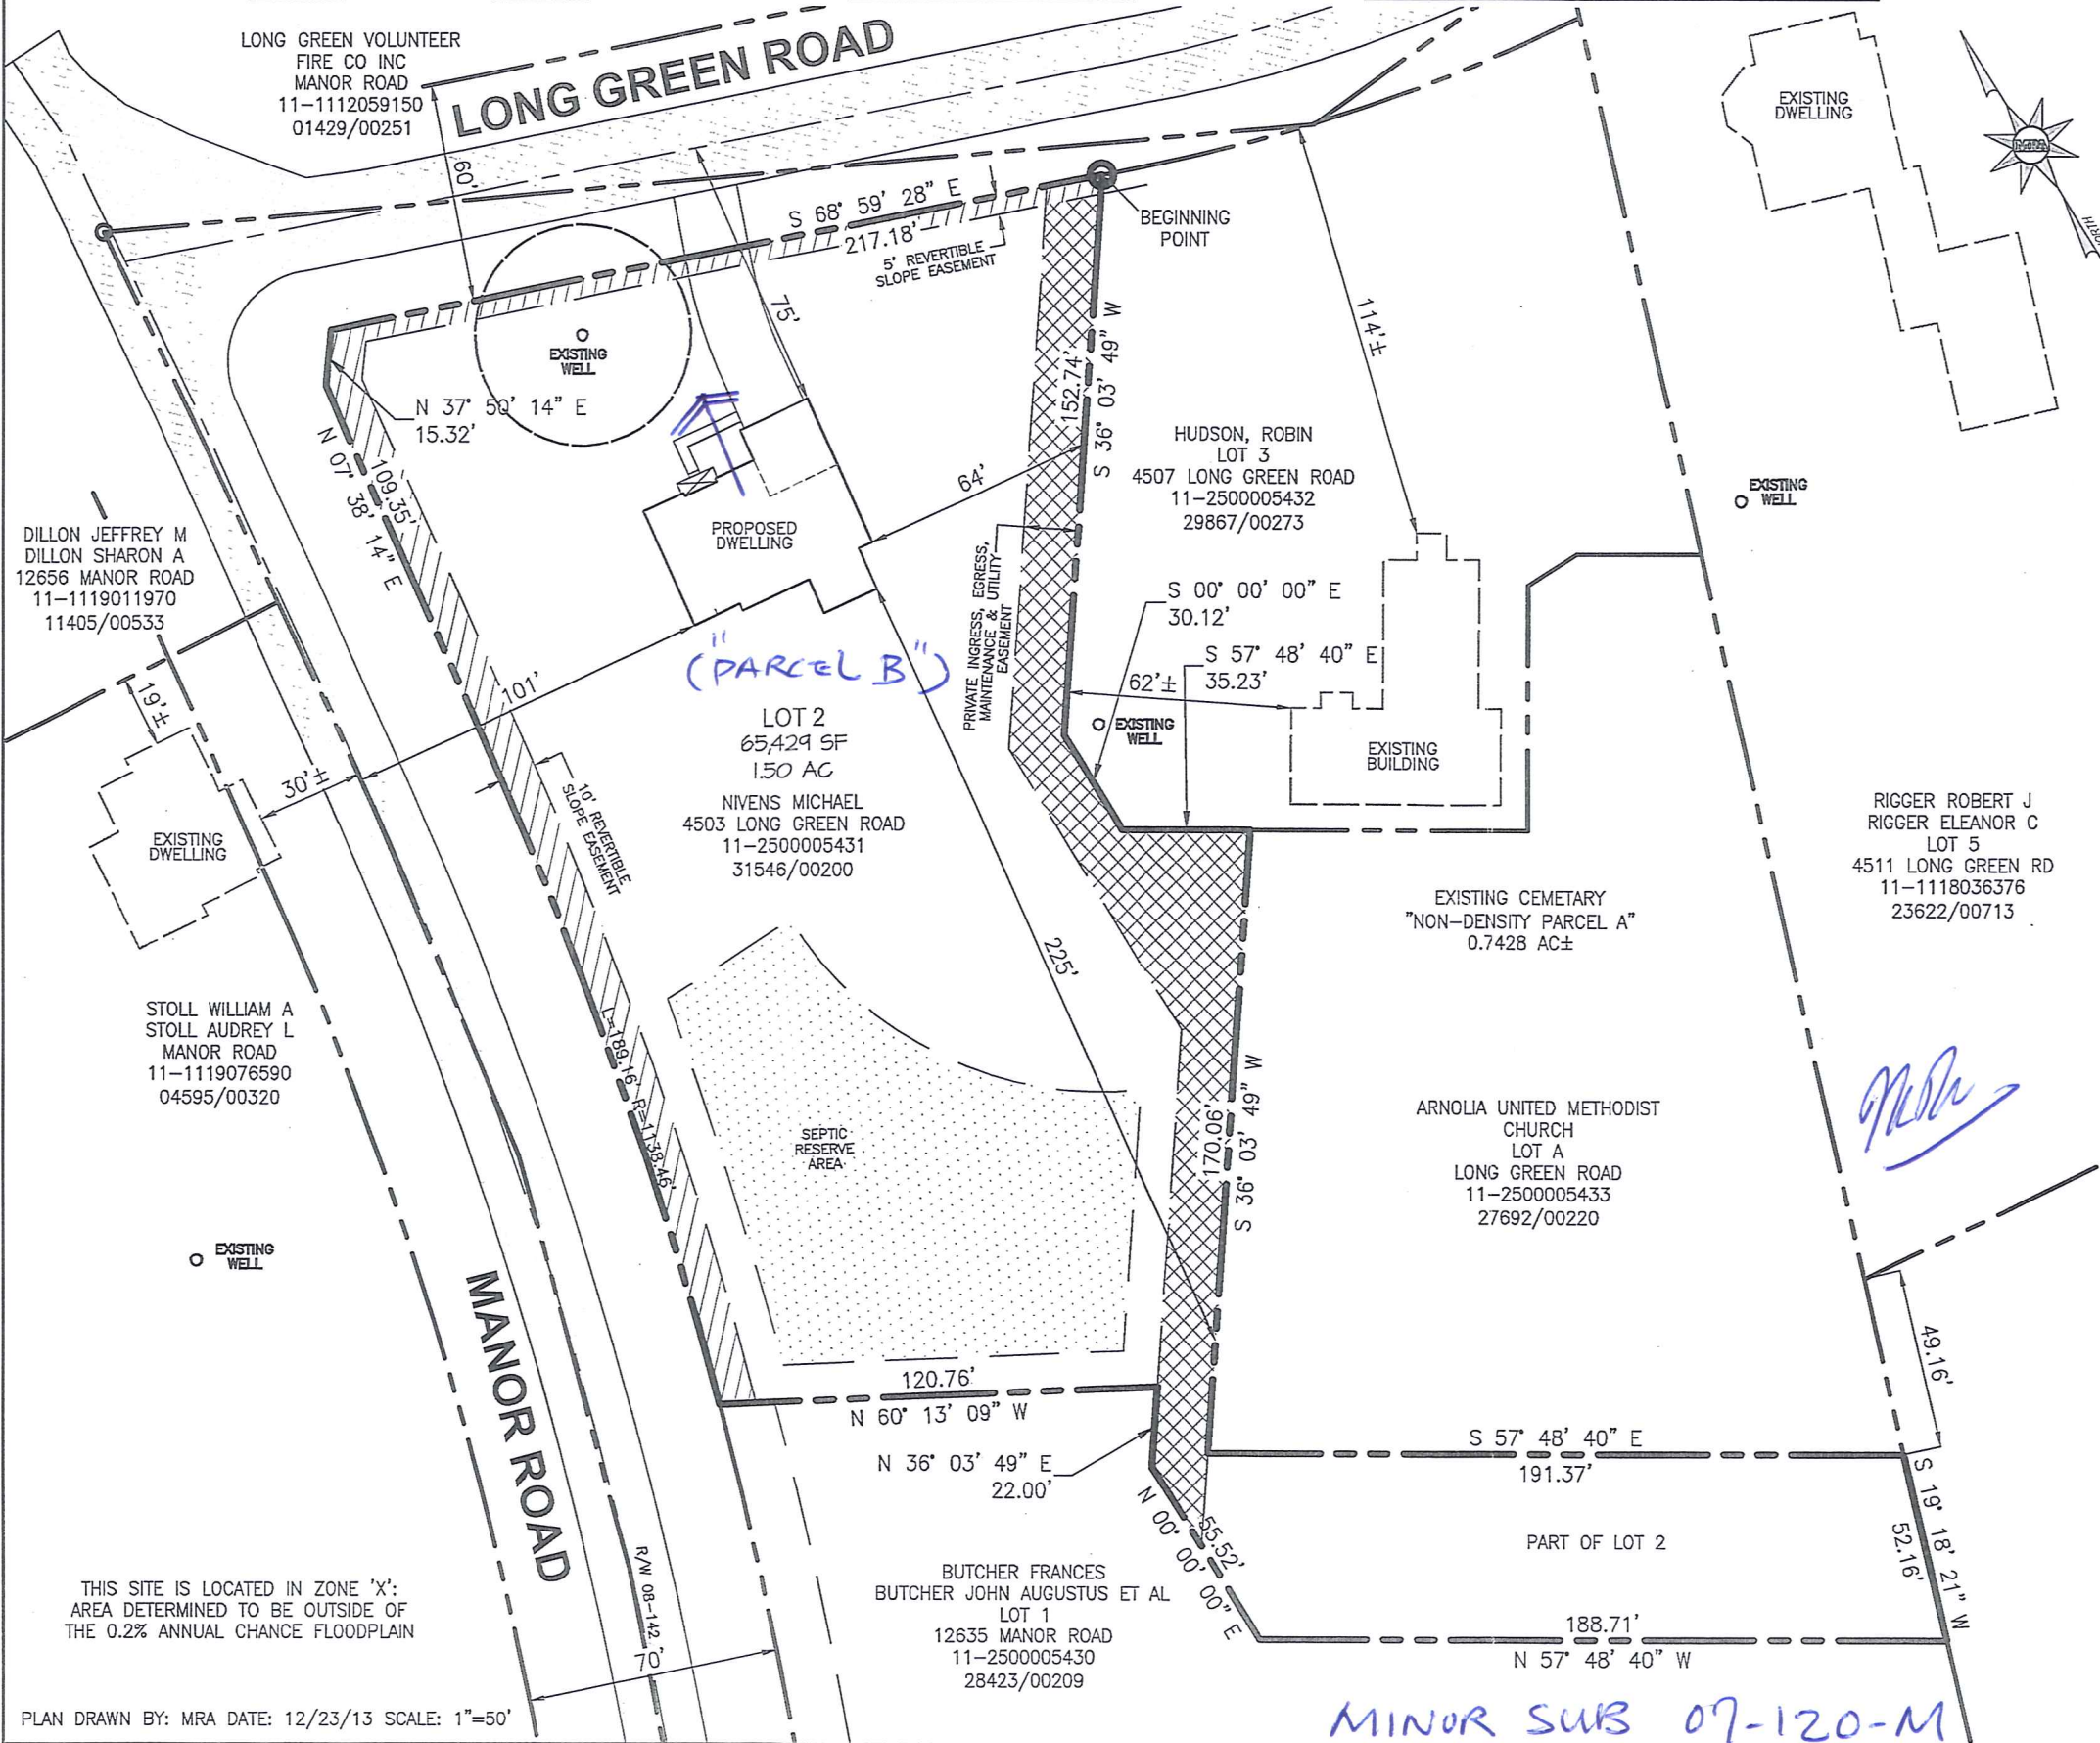 LONG GREEN VOLUNTEER
FIRE CO INC
MANOR ROAD
11-1112059150
01429/00251
LONG GREEN ROAD
60'
EXISTING
DWELLING
NORTH
S 68° 59' 28" E
217.18'
5' REVERTIBLE
SLOPE EASEMENT
BEGINNING
POINT
75'
114'±
EXISTING
WELL
N 37° 50' 14" E
15.32'
N 07° 38' 14" E
109.35'
152.74'
S 36° 03' 49" W
64'
HUDSON, ROBIN
LOT 3
4507 LONG GREEN ROAD
11-2500005432
29867/00273
EXISTING
WELL
DILLON JEFFREY M
DILLON SHARON A
12656 MANOR ROAD
11-1119011970
11405/00533
PROPOSED
DWELLING
PRIVATE INGRESS, EGRESS,
MAINTENANCE & UTILITY
EASEMENT
S 00° 00' 00" E
30.12'
S 57° 48' 40" E
35.23'
62'±
("PARCEL B")
101'
19'±
30'±
LOT 2
65,429 SF
1.50 AC
NIVENS MICHAEL
4503 LONG GREEN ROAD
11-2500005431
31546/00200
EXISTING
WELL
EXISTING
BUILDING
10' REVERTIBLE
SLOPE EASEMENT
EXISTING
DWELLING
RIGGER ROBERT J
RIGGER ELEANOR C
LOT 5
4511 LONG GREEN RD
11-1118036376
23622/00713
EXISTING CEMETARY
"NON-DENSITY PARCEL A"
0.7428 AC±
225'
STOLL WILLIAM A
STOLL AUDREY L
MANOR ROAD
11-1119076590
04595/00320
L=189.16' R=1138.46'
SEPTIC
RESERVE
AREA
170.06'
S 36° 03' 49" W
ARNOLIA UNITED METHODIST
CHURCH
LOT A
LONG GREEN ROAD
11-2500005433
27692/00220
EXISTING
WELL
MANOR ROAD
49.16'
120.76'
N 60° 13' 09" W
N 36° 03' 49" E
22.00'
S 57° 48' 40" E
191.37'
N 00° 00' 00" E
55.52'
S 19° 18' 21" W
52.16'
PART OF LOT 2
THIS SITE IS LOCATED IN ZONE 'X':
AREA DETERMINED TO BE OUTSIDE OF
THE 0.2% ANNUAL CHANCE FLOODPLAIN
R/W 08-142
70'
BUTCHER FRANCES
BUTCHER JOHN AUGUSTUS ET AL
LOT 1
12635 MANOR ROAD
11-2500005430
28423/00209
188.71'
N 57° 48' 40" W
PLAN DRAWN BY: MRA DATE: 12/23/13 SCALE: 1"=50'
MINOR SUB 07-120-M